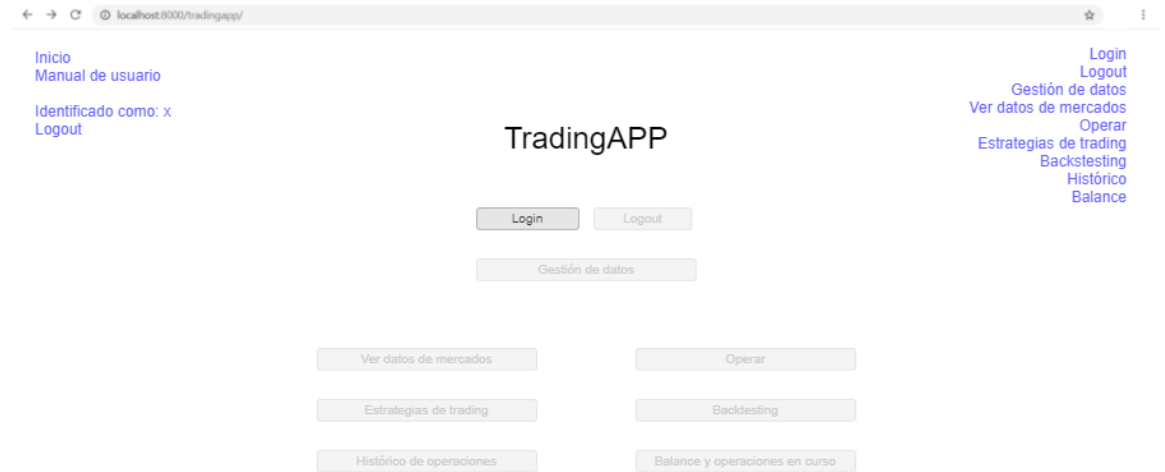 localhost:8000/tradingapp/
Inicio
Manual de usuario
Identificado como: x
Logout
Login
Logout
Gestión de datos
Ver datos de mercados
Operar
Estrategias de trading
Backstesting
Histórico
Balance
TradingAPP
Login Logout
Gestión de datos
Ver datos de mercados Operar
Estrategias de trading Backtesting
Histórico de operaciones Balance y operaciones en curso